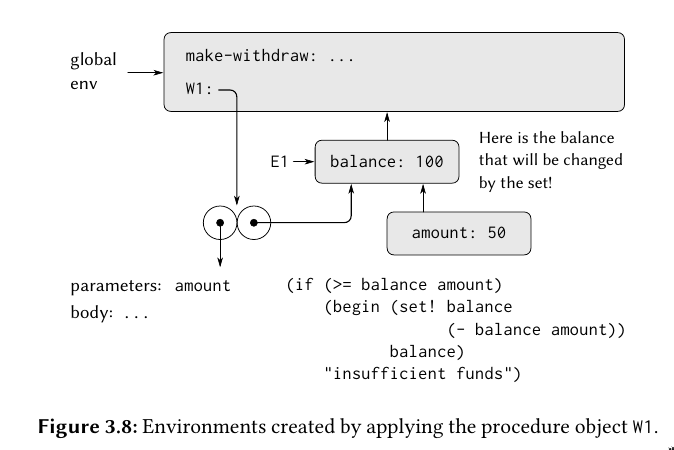 global
env
make-withdraw: ...
W1:
E1
balance: 100
Here is the balance
that will be changed
by the set!
amount: 50
parameters: amount
body: ...
(if (>= balance amount)
(begin (set! balance
(- balance amount))
balance)
"insufficient funds")
Figure 3.8: Environments created by applying the procedure object W1.